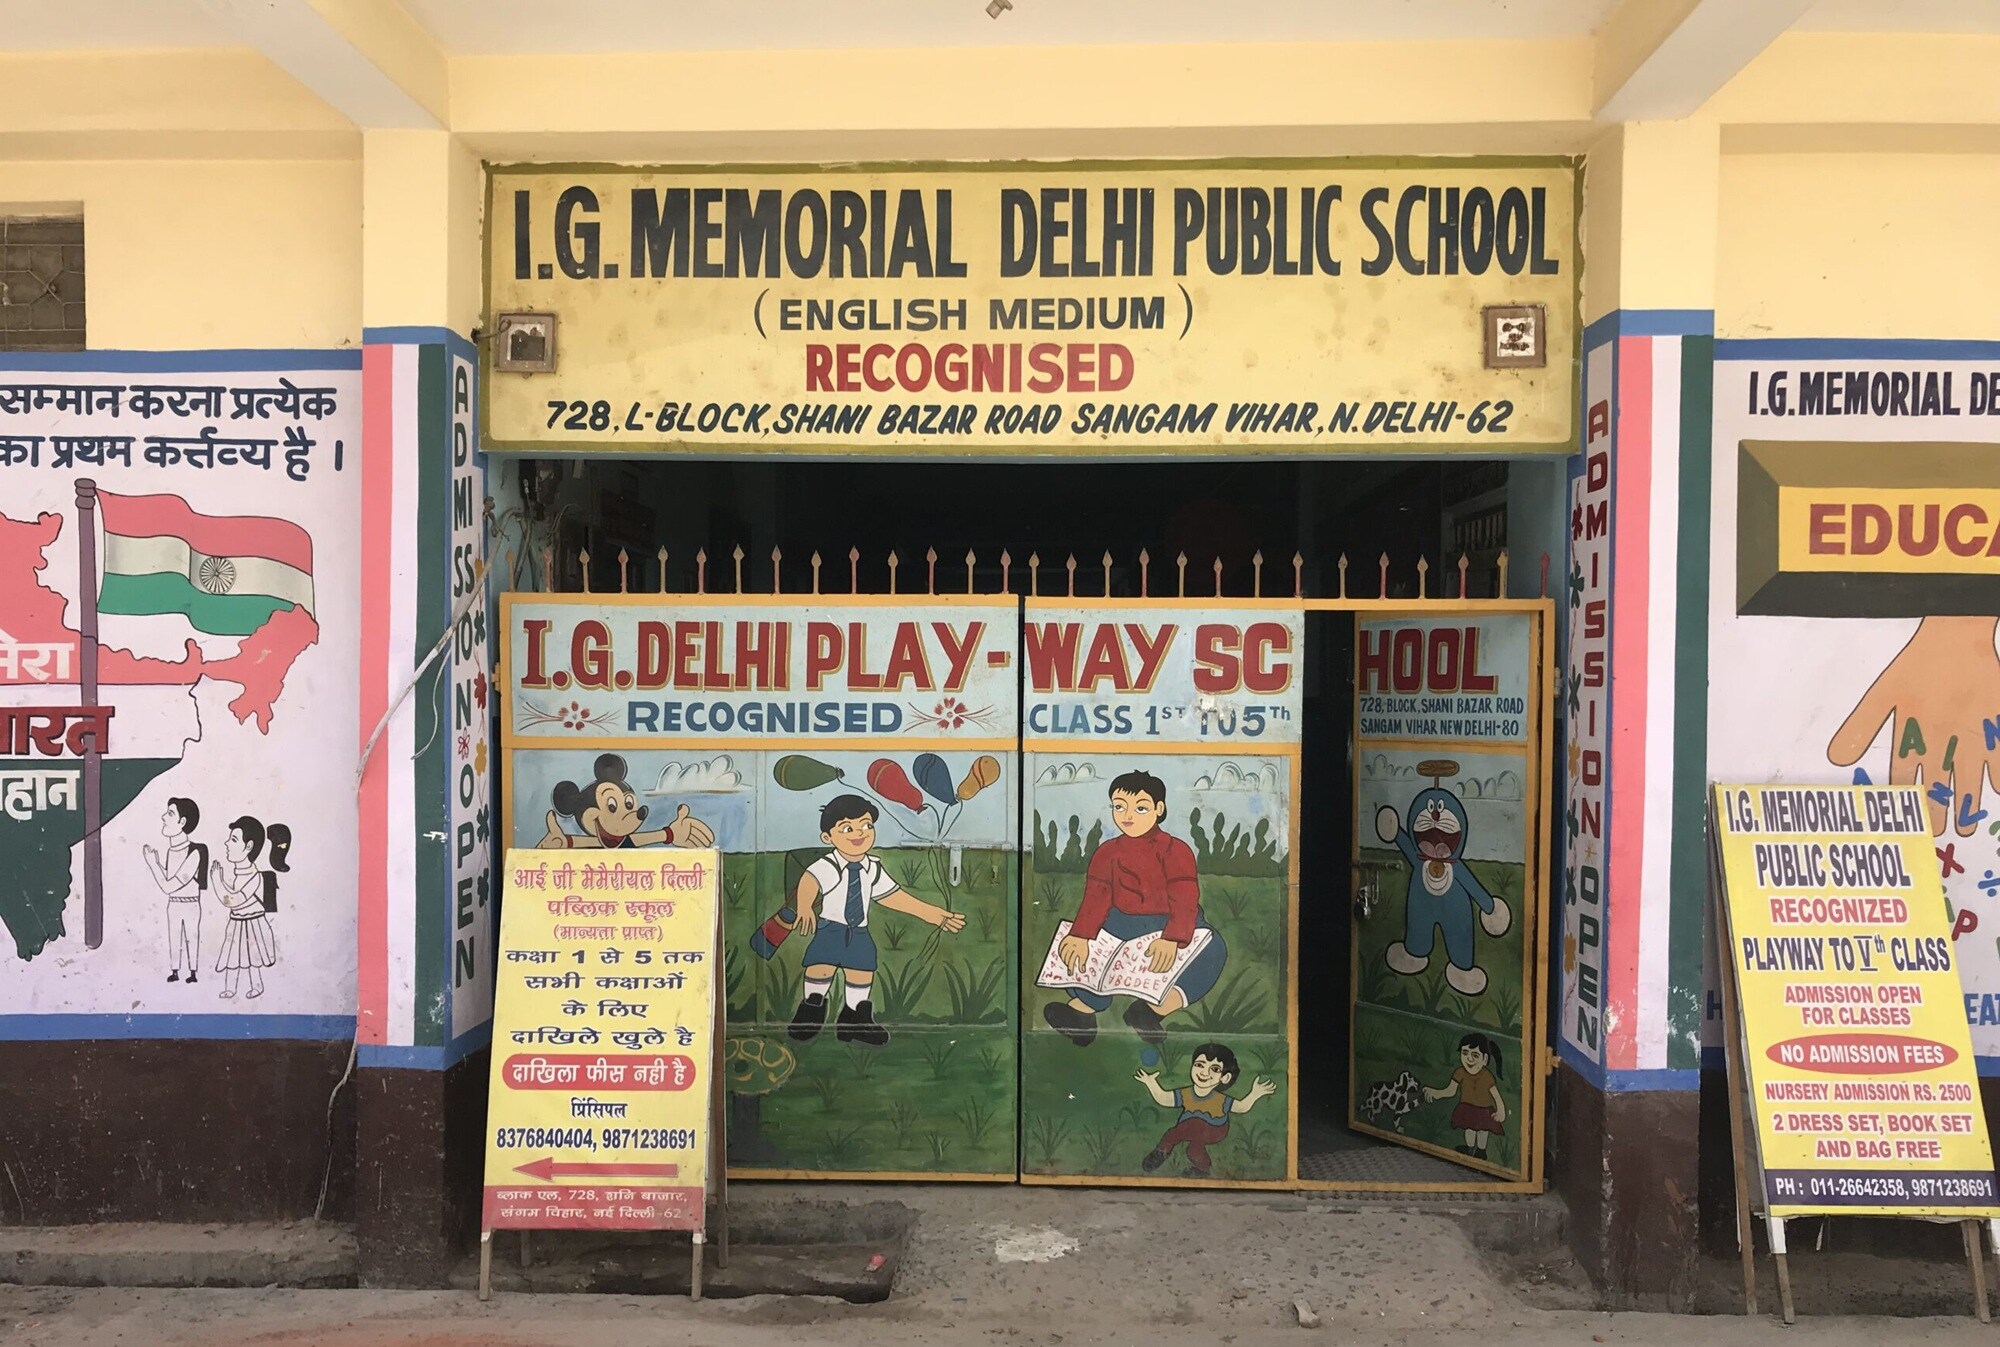 I.G. MEMORIAL DELHI PUBLIC SCHOOL
(ENGLISH MEDIUM)
RECOGNISED
728, L-BLOCK, SHANI BAZAR ROAD SANGAM VIHAR, N. DELHI-62
सम्मान करना प्रत्येक
का प्रथम कर्त्तव्य है ।
मेरा
भारत
महान
ADMISSION OPEN
I.G. DELHI PLAY-WAY SCHOOL
RECOGNISED
CLASS 1ST TO 5Th
728, BLOCK, SHANI BAZAR ROAD
SANGAM VIHAR NEW DELHI-80
ADMISSION OPEN
I.G. MEMORIAL DE
EDUCA
आई जी मैमैरीयल दिल्ली
पब्लिक स्कूल
(मान्यता प्राप्त)
कक्षा 1 से 5 तक
सभी कक्षाओं
के लिए
दाखिले खुले है
दाखिला फीस नही है
प्रिंसिपल
8376840404, 9871238691
ब्लाक एल, 728, शनि बाजार,
संगम विहार, नई दिल्ली-62
I.G. MEMORIAL DELHI
PUBLIC SCHOOL
RECOGNIZED
PLAYWAY TO Vth CLASS
ADMISSION OPEN
FOR CLASSES
NO ADMISSION FEES
NURSERY ADMISSION RS. 2500
2 DRESS SET, BOOK SET
AND BAG FREE
PH : 011-26642358, 9871238691